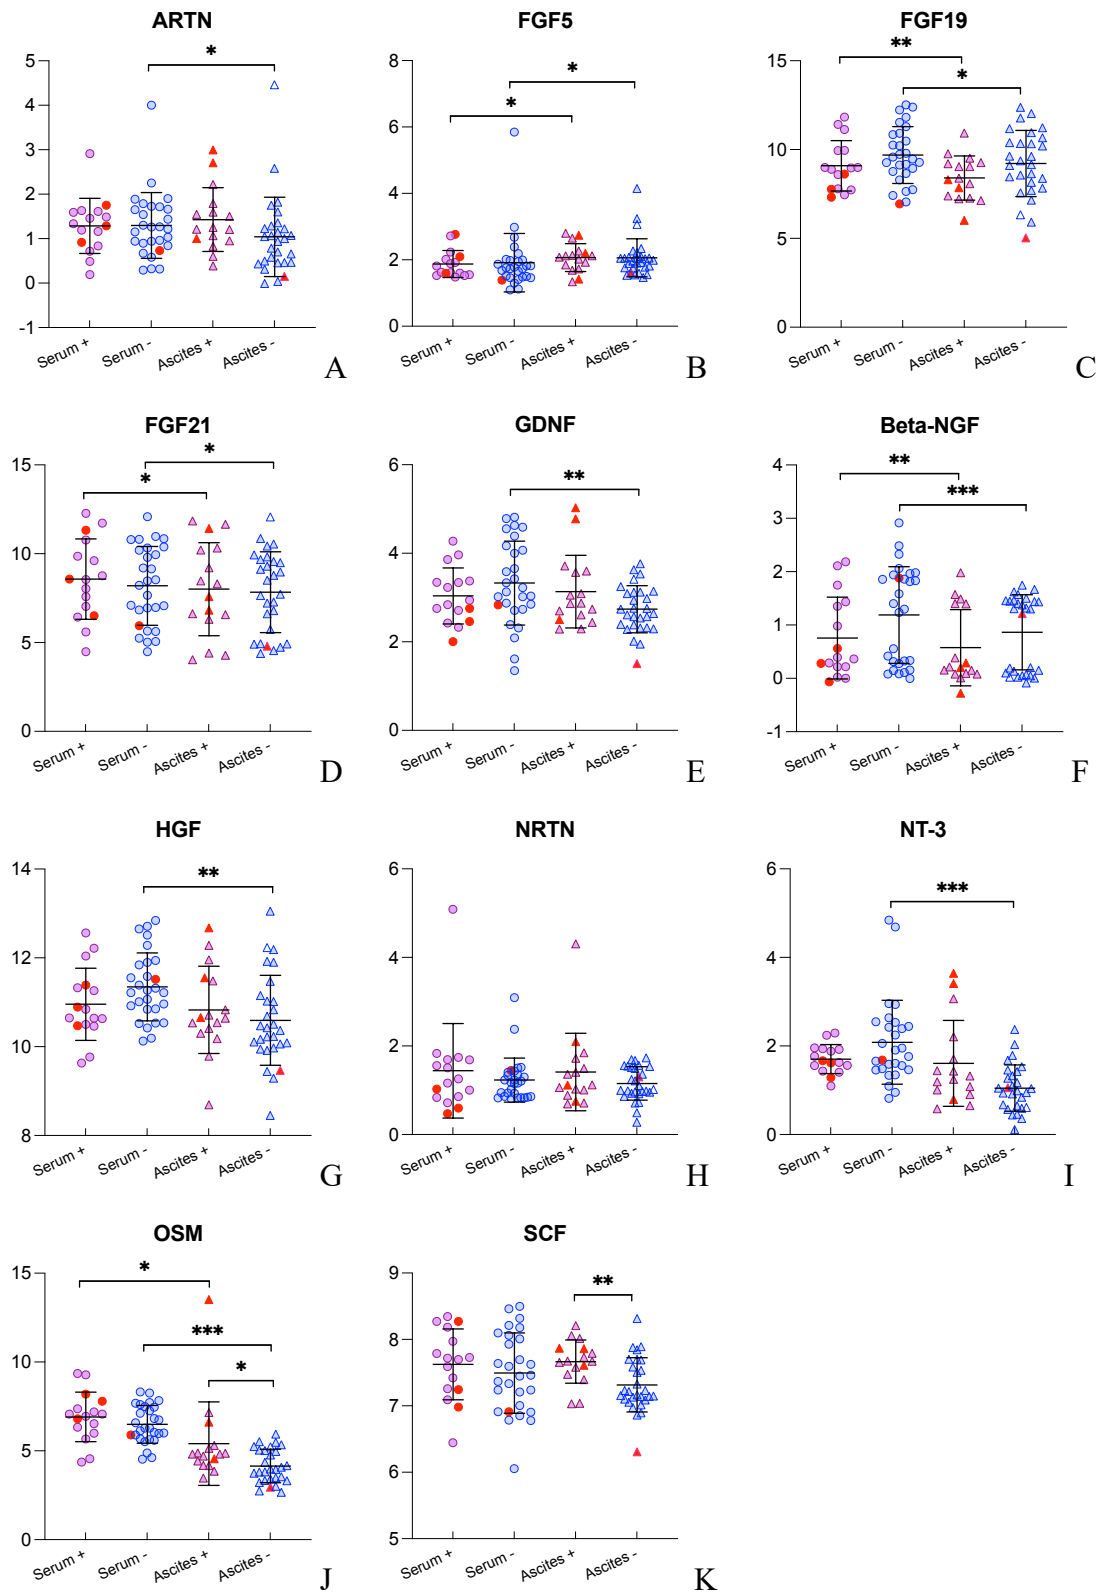 ARTN
*
5
4
3
2
1
0
-1
Serum +
Serum -
Ascites +
Ascites -
A
FGF5
*
*
8
6
4
2
0
Serum +
Serum -
Ascites +
Ascites -
B
FGF19
**
*
15
10
5
0
Serum +
Serum -
Ascites +
Ascites -
C
FGF21
*
*
15
10
5
0
Serum +
Serum -
Ascites +
Ascites -
D
GDNF
**
6
4
2
0
Serum +
Serum -
Ascites +
Ascites -
E
Beta-NGF
**
***
4
3
2
1
0
-1
Serum +
Serum -
Ascites +
Ascites -
F
HGF
**
14
12
10
8
Serum +
Serum -
Ascites +
Ascites -
G
NRTN
6
4
2
0
Serum +
Serum -
Ascites +
Ascites -
H
NT-3
***
6
4
2
0
Serum +
Serum -
Ascites +
Ascites -
I
OSM
*
***
*
15
10
5
0
Serum +
Serum -
Ascites +
Ascites -
J
SCF
**
9
8
7
6
5
Serum +
Serum -
Ascites +
Ascites -
K